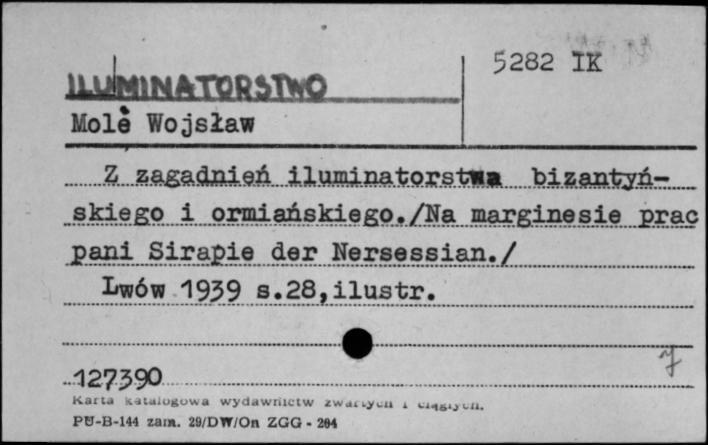 5282 IK
ILUMINATORSTWO
Molè Wojsław
Z zagadnień iluminatorstwa bizantyń-
skiego i ormiańskiego./Na marginesie prac
pani Sirapie der Nersessian./
Lwów 1939 s.28,ilustr.
127390
Karta katalogowa wydawnictw zwartych i ciągłych.
PU-B-144 zam. 29/DW/On ZGG - 294